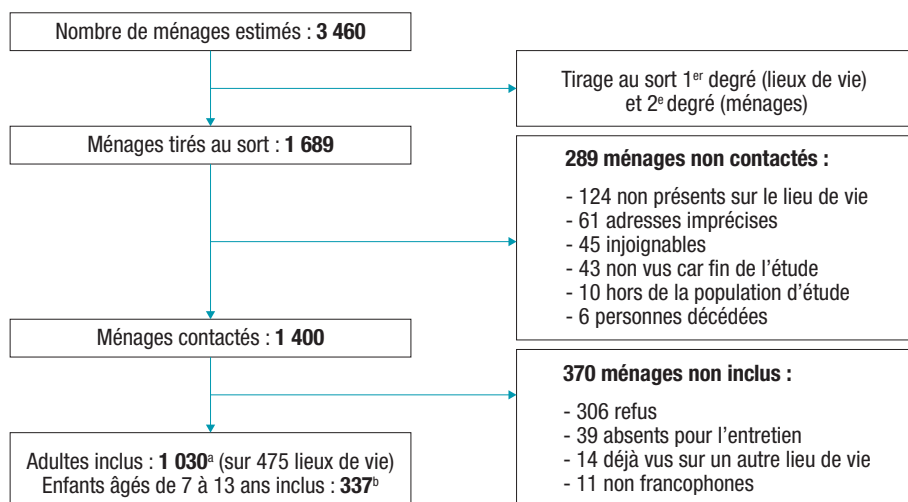 Nombre de ménages estimés : 3 460
Tirage au sort 1er degré (lieux de vie)
et 2e degré (ménages)
Ménages tirés au sort : 1 689
289 ménages non contactés :
- 124 non présents sur le lieu de vie
- 61 adresses imprécises
- 45 injoignables
- 43 non vus car fin de l’étude
- 10 hors de la population d’étude
- 6 personnes décédées
Ménages contactés : 1 400
370 ménages non inclus :
- 306 refus
- 39 absents pour l’entretien
- 14 déjà vus sur un autre lieu de vie
- 11 non francophones
Adultes inclus : 1 030a (sur 475 lieux de vie)
Enfants âgés de 7 à 13 ans inclus : 337b